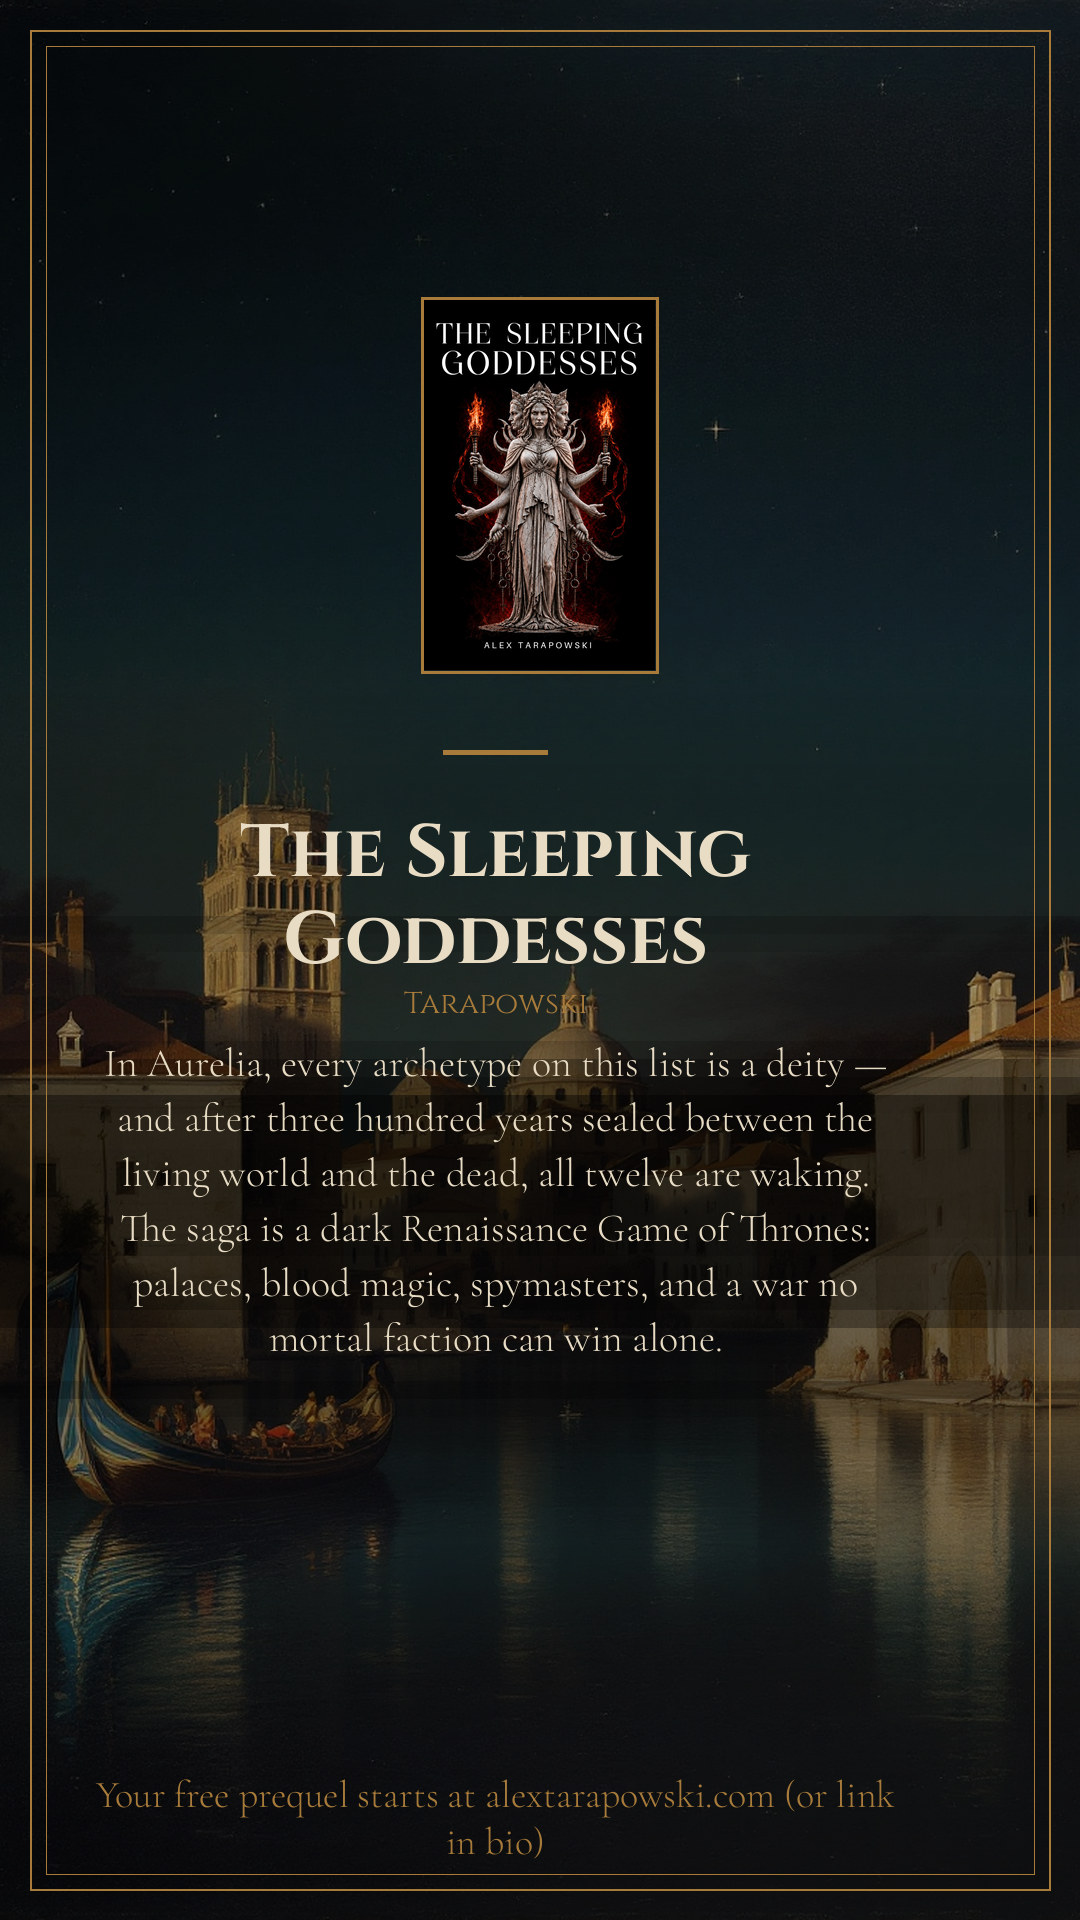 THE SLEEPING
GODDESSES
ALEX TARAPOWSKI
The Sleeping
Goddesses
Tarapowski
In Aurelia, every archetype on this list is a deity —
and after three hundred years sealed between the
living world and the dead, all twelve are waking.
The saga is a dark Renaissance Game of Thrones:
palaces, blood magic, spymasters, and a war no
mortal faction can win alone.
Your free prequel starts at alextarapowski.com (or link
in bio)